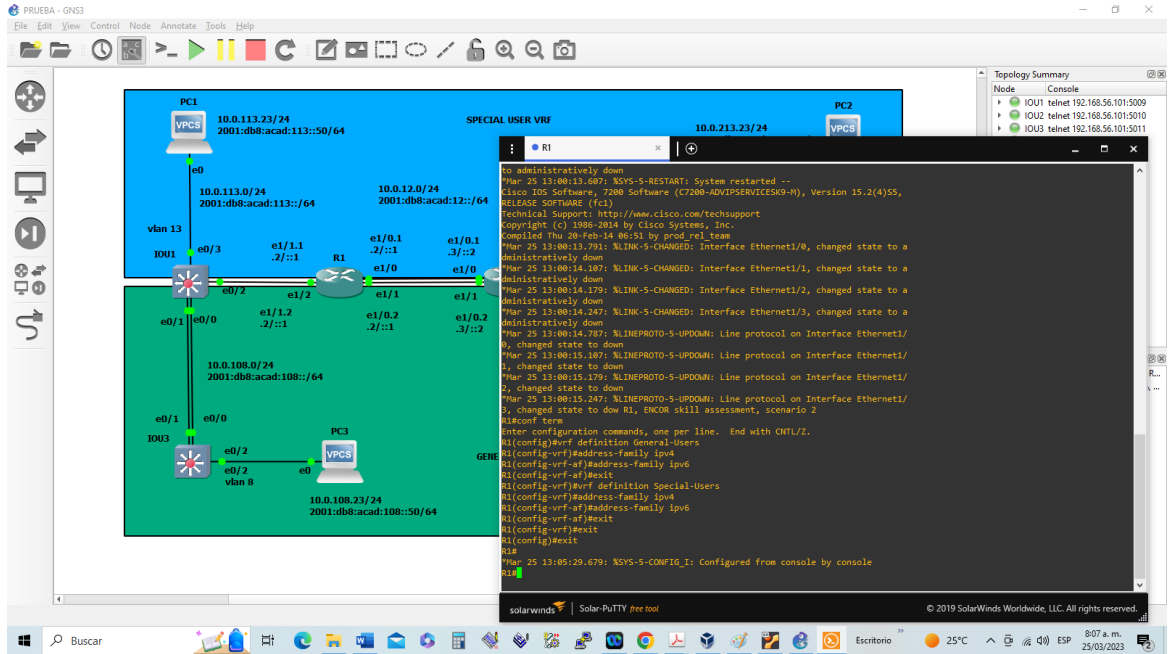 PRUEBA - GNS3
File Edit View Control Node Annotate Tools Help
Topology Summary
Node Console
IOU1 telnet 192.168.56.101:5009
IOU2 telnet 192.168.56.101:5010
IOU3 telnet 192.168.56.101:5011
PC1
VPCS
10.0.113.23/24
2001:db8:acad:113::50/64
SPECIAL USER VRF
PC2
10.0.213.23/24
VPCS
e0
10.0.113.0/24
2001:db8:acad:113::/64
10.0.12.0/24
2001:db8:acad:12::/64
vlan 13
IOU1
e0/3
e1/1.1
.2/::1
R1
e1/0.1
.2/::1
e1/0.1
.3/::2
e1/0
e1/0
e0/2
e1/2
e1/1
e1/1
e0/1
e0/0
e1/1.2
.2/::1
e1/0.2
.2/::1
e1/0.2
.3/::2
10.0.108.0/24
2001:db8:acad:108::/64
e0/1
e0/0
IOU3
PC3
VPCS
e0/2
e0/2
e0
vlan 8
GENE
10.0.108.23/24
2001:db8:acad:108::50/64
R...
R1
to administratively down
*Mar 25 13:00:13.607: %SYS-5-RESTART: System restarted --
Cisco IOS Software, 7200 Software (C7200-ADVIPSERVICESK9-M), Version 15.2(4)S5,
RELEASE SOFTWARE (fc1)
Technical Support: http://www.cisco.com/techsupport
Copyright (c) 1986-2014 by Cisco Systems, Inc.
Compiled Thu 20-Feb-14 06:51 by prod_rel_team
*Mar 25 13:00:13.791: %LINK-5-CHANGED: Interface Ethernet1/0, changed state to a
dministratively down
*Mar 25 13:00:14.107: %LINK-5-CHANGED: Interface Ethernet1/1, changed state to a
dministratively down
*Mar 25 13:00:14.179: %LINK-5-CHANGED: Interface Ethernet1/2, changed state to a
dministratively down
*Mar 25 13:00:14.247: %LINK-5-CHANGED: Interface Ethernet1/3, changed state to a
dministratively down
*Mar 25 13:00:14.787: %LINEPROTO-5-UPDOWN: Line protocol on Interface Ethernet1/
0, changed state to down
*Mar 25 13:00:15.107: %LINEPROTO-5-UPDOWN: Line protocol on Interface Ethernet1/
1, changed state to down
*Mar 25 13:00:15.179: %LINEPROTO-5-UPDOWN: Line protocol on Interface Ethernet1/
2, changed state to down
*Mar 25 13:00:15.247: %LINEPROTO-5-UPDOWN: Line protocol on Interface Ethernet1/
3, changed state to dow R1, ENCOR skill assessment, scenario 2
R1#conf term
Enter configuration commands, one per line. End with CNTL/Z.
R1(config)#vrf definition General-Users
R1(config-vrf)#address-family ipv4
R1(config-vrf-af)#address-family ipv6
R1(config-vrf-af)#exit
R1(config-vrf)#vrf definition Special-Users
R1(config-vrf)#address-family ipv4
R1(config-vrf-af)#address-family ipv6
R1(config-vrf-af)#exit
R1(config-vrf)#exit
R1(config)#exit
R1#
*Mar 25 13:05:29.679: %SYS-5-CONFIG_I: Configured from console by console
R1#
solarwinds Solar-PuTTY free tool
© 2019 SolarWinds Worldwide, LLC. All rights reserved.
Buscar
Escritorio
25°C
ESP
8:07 a. m.
25/03/2023